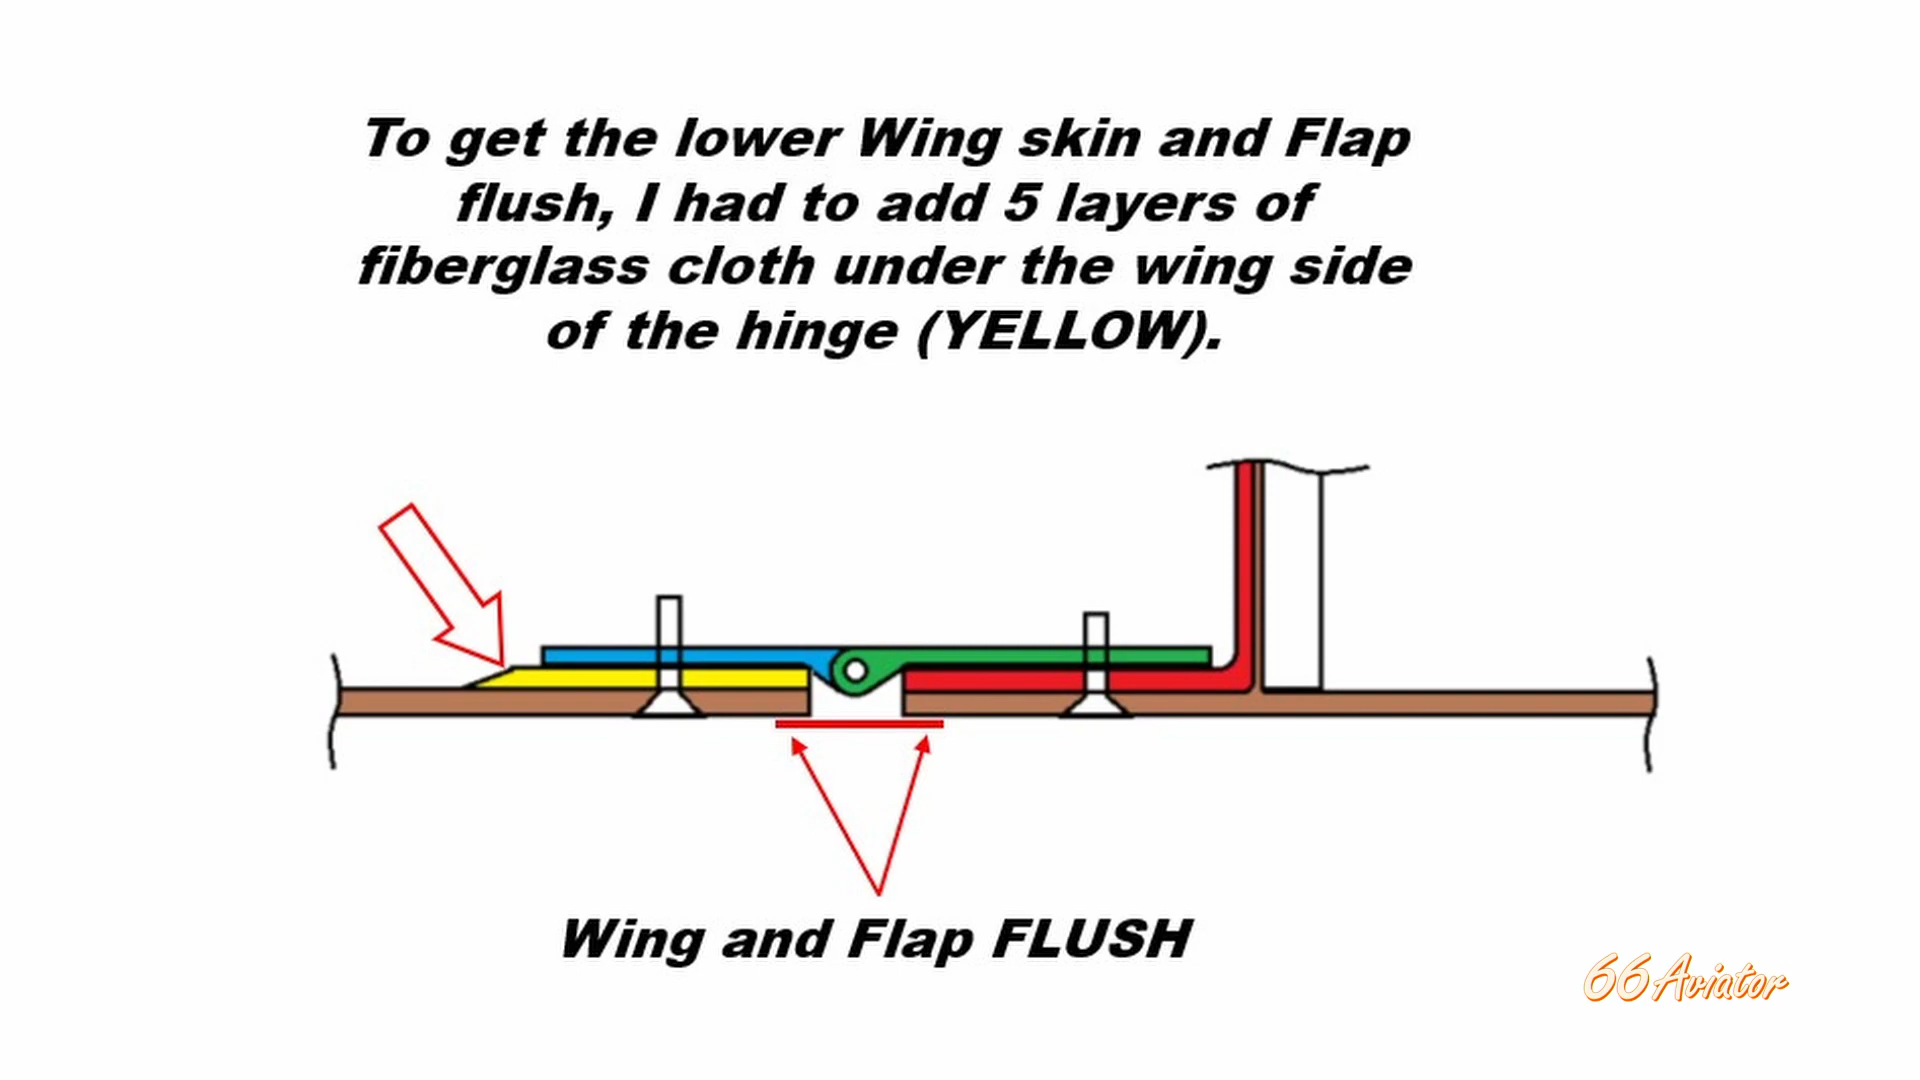 To get the lower Wing skin and Flap
flush, I had to add 5 layers of
fiberglass cloth under the wing side
of the hinge (YELLOW).
Wing and Flap FLUSH
66 Aviator